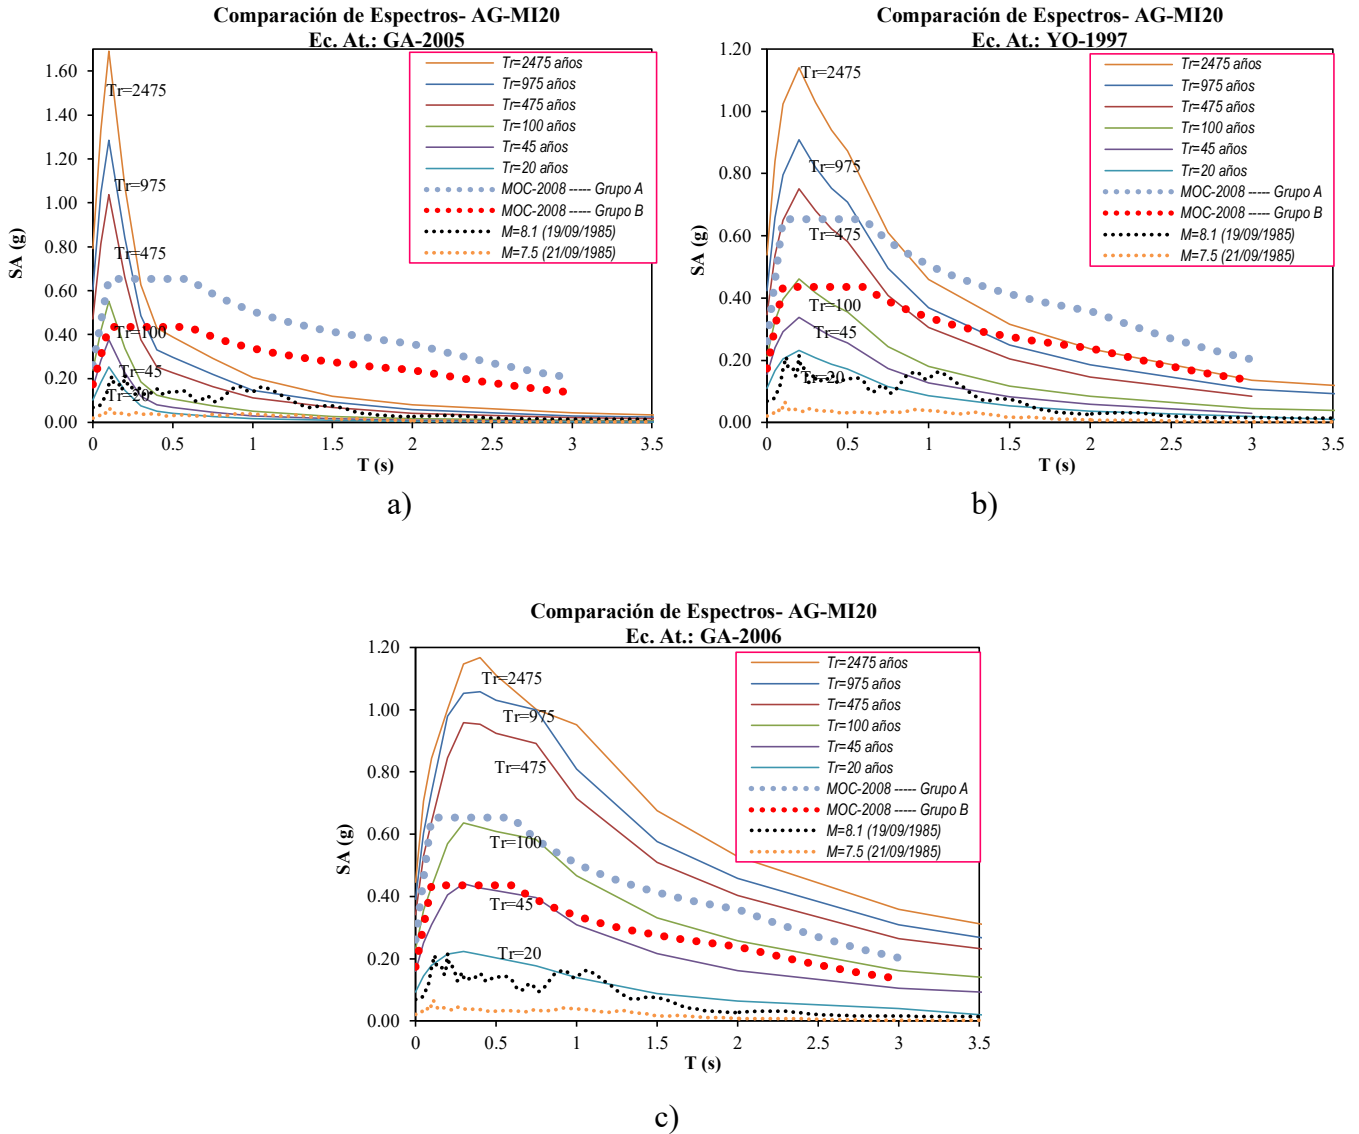 Comparación de Espectros- AG-MI20
Ec. At.: GA-2005
SA (g)
1.60
1.40
1.20
1.00
0.80
0.60
0.40
0.20
0.00
Tr=2475
Tr=975
Tr=475
Tr=100
Tr=45
Tr=20
Tr=2475 años
Tr=975 años
Tr=475 años
Tr=100 años
Tr=45 años
Tr=20 años
MOC-2008 ----- Grupo A
MOC-2008 ----- Grupo B
M=8.1 (19/09/1985)
M=7.5 (21/09/1985)
0 0.5 1 1.5 2 2.5 3 3.5
T (s)
a)
Comparación de Espectros- AG-MI20
Ec. At.: YO-1997
SA (g)
1.20
1.00
0.80
0.60
0.40
0.20
0.00
Tr=2475
Tr=975
Tr=475
Tr=100
Tr=45
Tr=20
Tr=2475 años
Tr=975 años
Tr=475 años
Tr=100 años
Tr=45 años
Tr=20 años
MOC-2008 ----- Grupo A
MOC-2008 ----- Grupo B
M=8.1 (19/09/1985)
M=7.5 (21/09/1985)
0 0.5 1 1.5 2 2.5 3 3.5
T (s)
b)
Comparación de Espectros- AG-MI20
Ec. At.: GA-2006
SA (g)
1.20
1.00
0.80
0.60
0.40
0.20
0.00
Tr=2475
Tr=975
Tr=475
Tr=100
Tr=45
Tr=20
Tr=2475 años
Tr=975 años
Tr=475 años
Tr=100 años
Tr=45 años
Tr=20 años
MOC-2008 ----- Grupo A
MOC-2008 ----- Grupo B
M=8.1 (19/09/1985)
M=7.5 (21/09/1985)
0 0.5 1 1.5 2 2.5 3 3.5
T (s)
c)